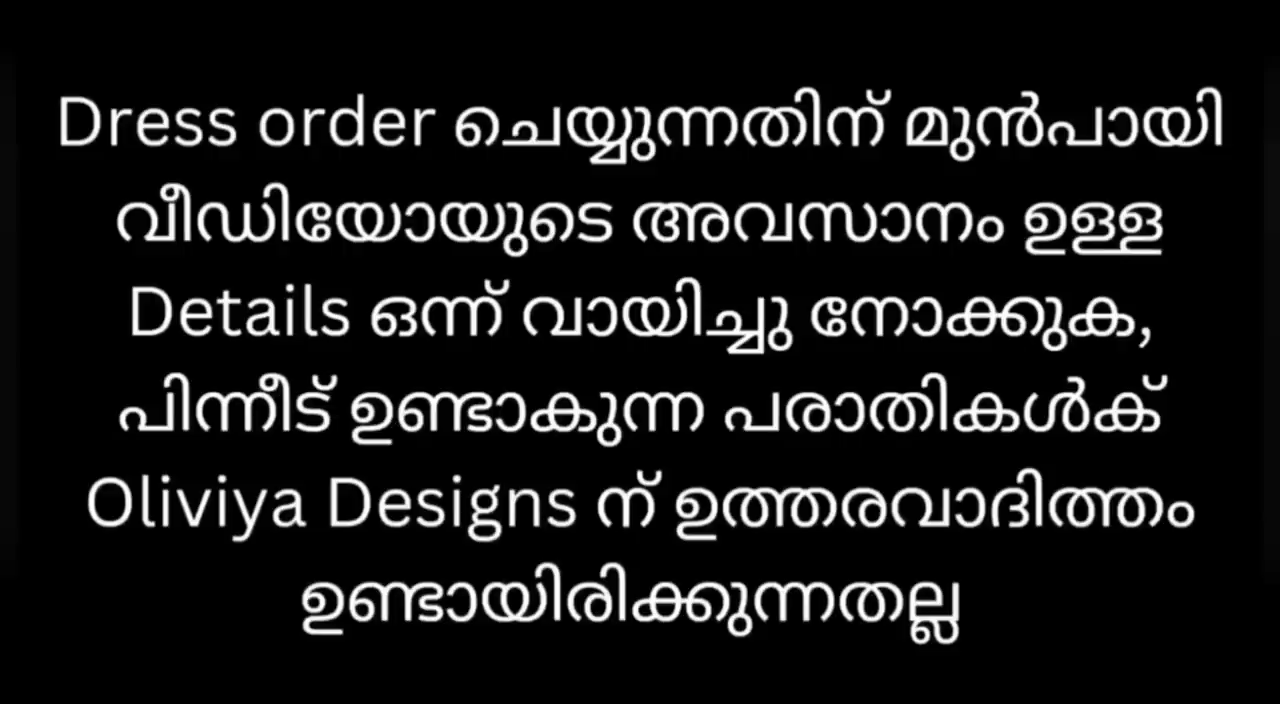 Dress order ചെയ്യുന്നതിന് മുൻപായി
വീഡിയോയുടെ അവസാനം ഉള്ള
Details ഒന്ന് വായിച്ചു നോക്കുക,
പിന്നീട് ഉണ്ടാകുന്ന പരാതികൾക്
Oliviya Designs ന് ഉത്തരവാദിത്തം
ഉണ്ടായിരിക്കുന്നതല്ല